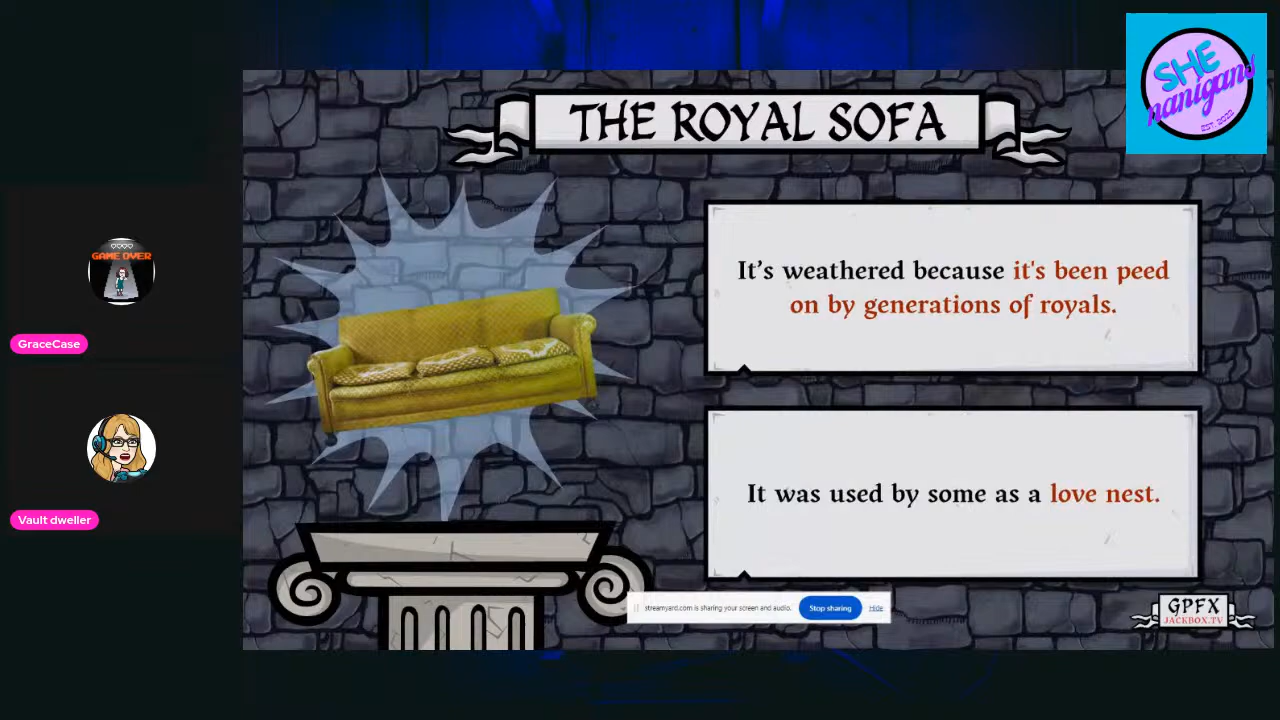 THE ROYAL SOFA
SHE
nanigans
EST. 2022
GAME OVER
GraceCase
Vault dweller
It's weathered because it's been peed
on by generations of royals.
It was used by some as a love nest.
streamyard.com is sharing your screen and audio.
Stop sharing
Hide
GPFX
JACKBOX.TV